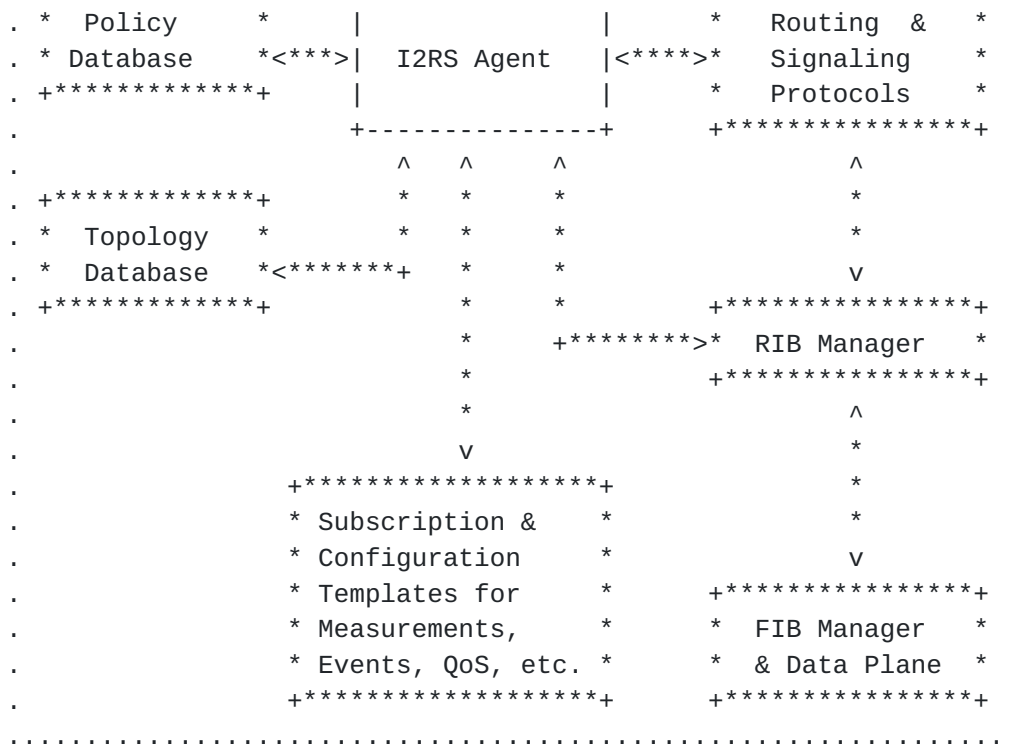 . *  Policy     *     |               |      *   Routing  &   *
. * Database    *<***>|  I2RS Agent   |<****>*   Signaling    *
. +*************+     |               |      *   Protocols    *
.                     +---------------+      +****************+
.                        ^   ^     ^                  ^
. +*************+        *   *     *                  *
. *  Topology   *        *   *     *                  *
. *  Database   *<*******+   *     *                  v
. +*************+            *     *         +****************+
.                            *     +********>*  RIB Manager   *
.                            *               +****************+
.                            *                        ^
.                            v                        *
.                 +*******************+               *
.                 * Subscription &    *               *
.                 * Configuration     *               v
.                 * Templates for     *      +****************+
.                 * Measurements,     *      *  FIB Manager   *
.                 * Events, QoS, etc. *      *  & Data Plane  *
.                 +*******************+      +****************+
................................................................